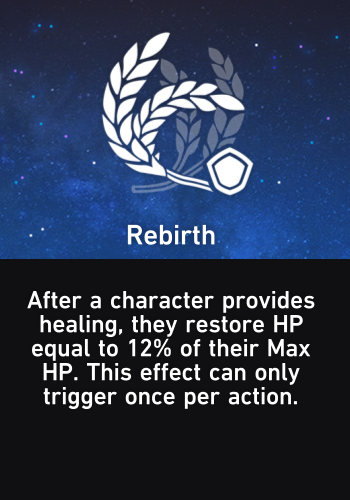 Rebirth
After a character provides
healing, they restore HP
equal to 12% of their Max
HP. This effect can only
trigger once per action.